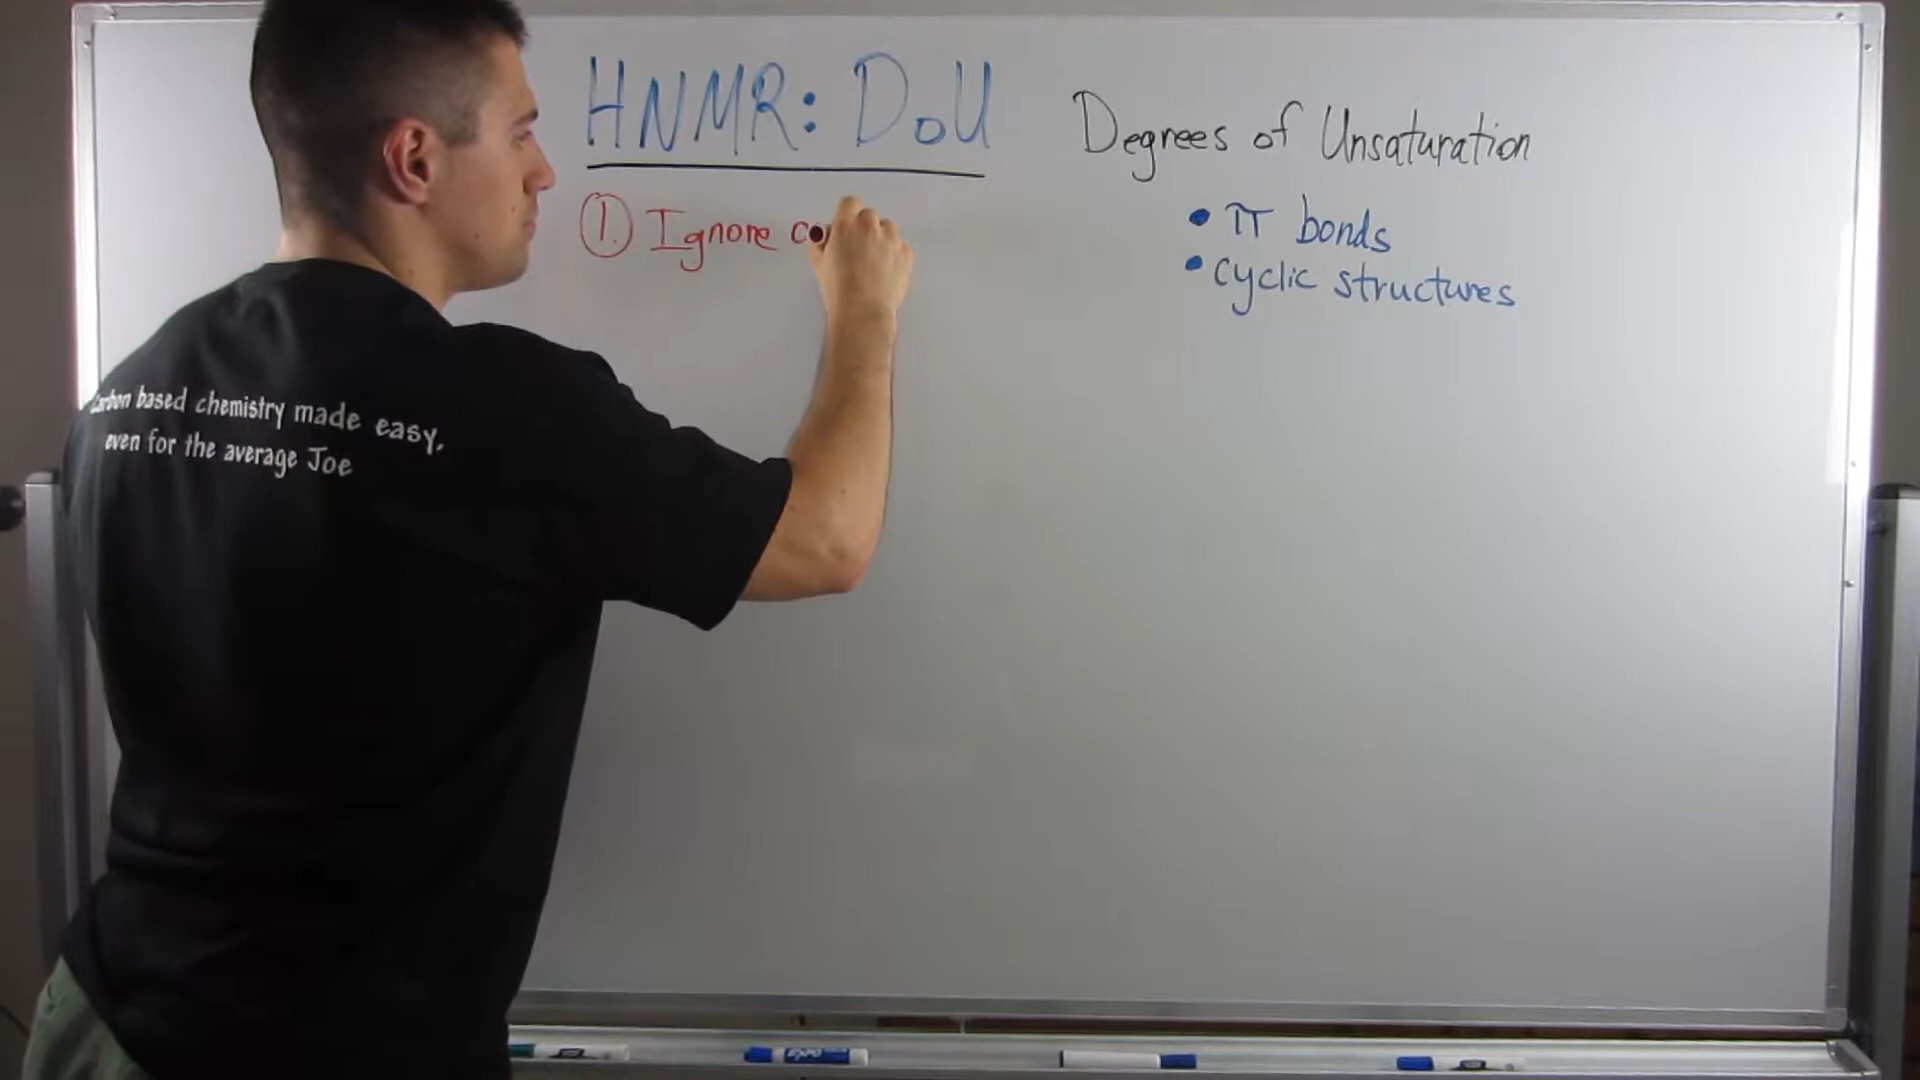 HNMR: DoU
Degrees of Unsaturation
• π bonds
• cyclic structures
1. Ignore
Carbon based chemistry made easy,
even for the average Joe
EXPO